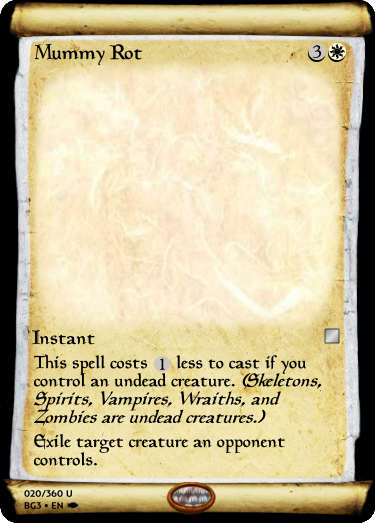 Mummy Rot 3
Instant
This spell costs 1 less to cast if you
control an undead creature. (Skeletons,
Spirits, Vampires, Wraiths, and
Zombies are undead creatures.)
Exile target creature an opponent
controls.
020/360 U
BG3 • EN